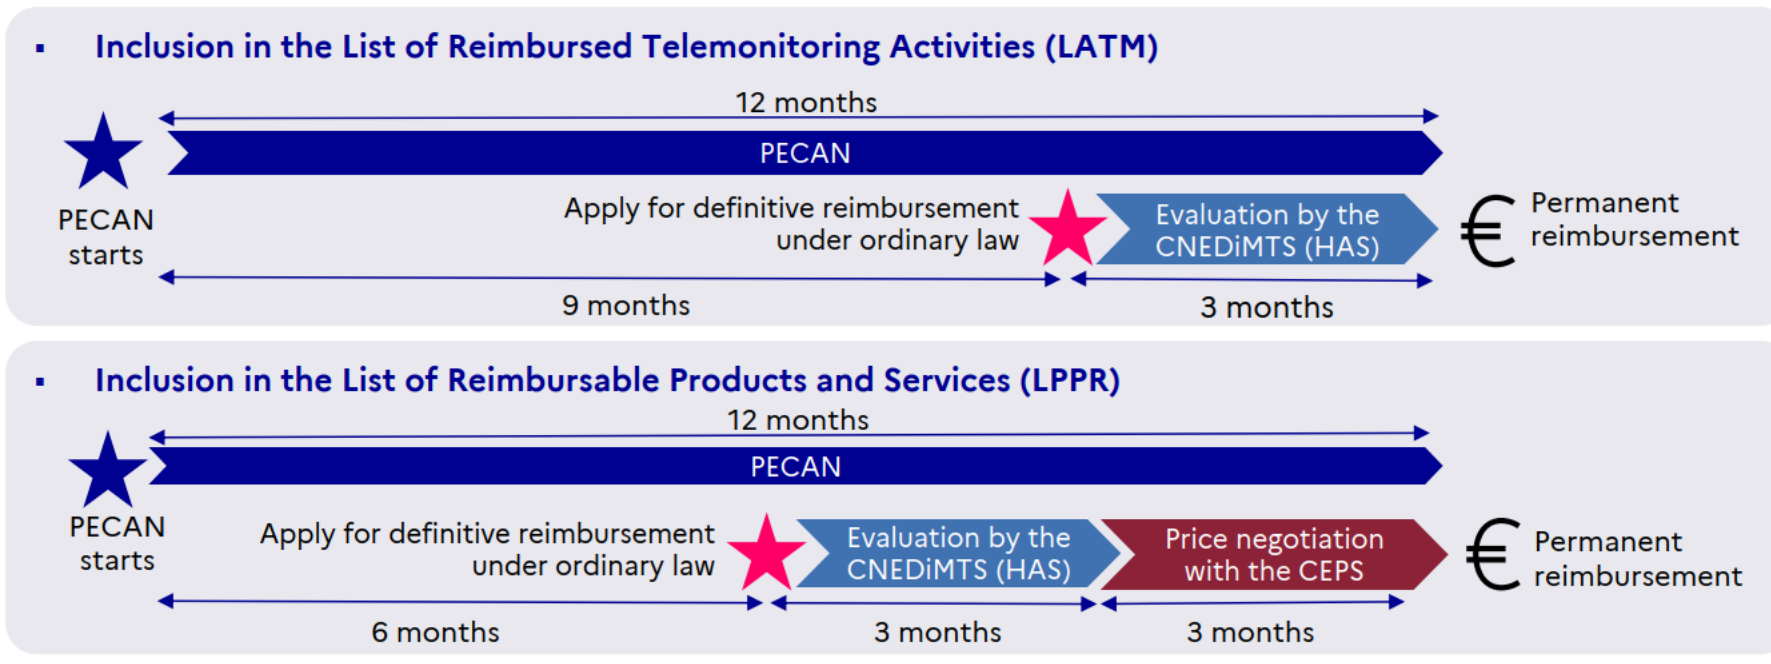 ▪ Inclusion in the List of Reimbursed Telemonitoring Activities (LATM)
12 months
PECAN
PECAN
starts
Apply for definitive reimbursement
under ordinary law
Evaluation by the
CNEDiMTS (HAS)
€
Permanent
reimbursement
9 months
3 months
▪ Inclusion in the List of Reimbursable Products and Services (LPPR)
12 months
PECAN
PECAN
starts
Apply for definitive reimbursement
under ordinary law
Evaluation by the
CNEDiMTS (HAS)
Price negotiation
with the CEPS
€
Permanent
reimbursement
6 months
3 months
3 months